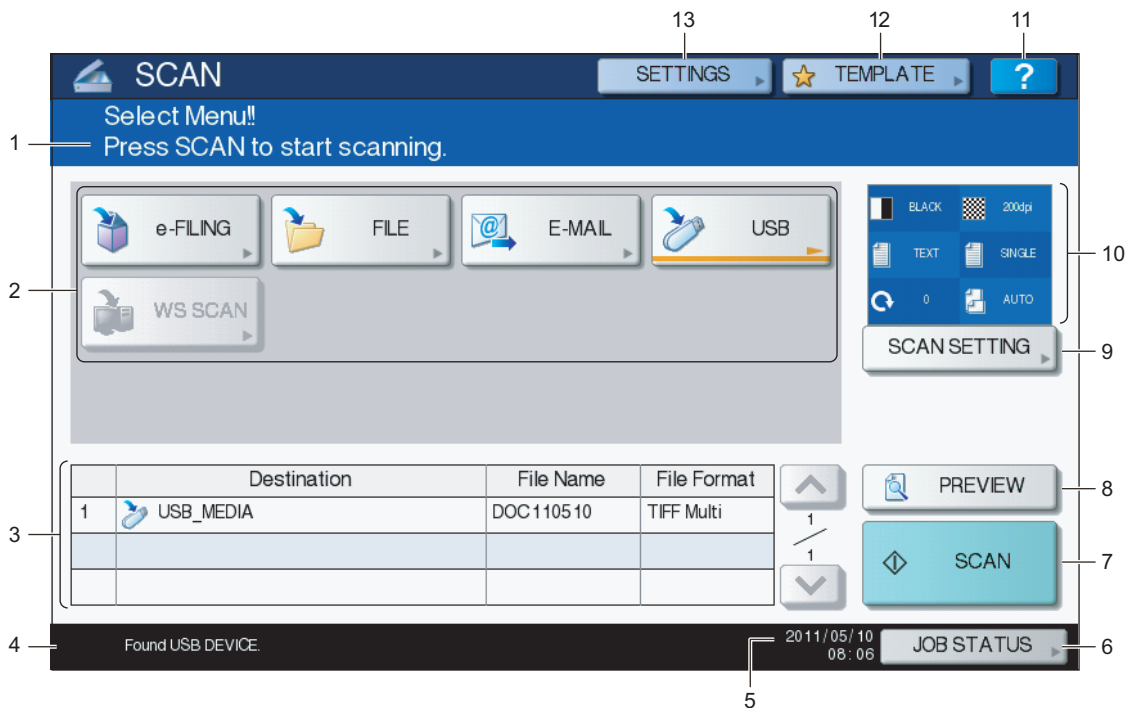 13
12
11
SCAN
SETTINGS
TEMPLATE
?
1
Select Menu!!
Press SCAN to start scanning.
2
e-FILING
FILE
E-MAIL
@
USB
WS SCAN
BLACK
200dpi
TEXT
SINGLE
0
AUTO
10
SCAN SETTING
9
3
Destination
File Name
File Format
1
USB_MEDIA
DOC110510
TIFF Multi
1
1
PREVIEW
8
SCAN
7
4
Found USB DEVICE.
5
2011/05/10
08:06
JOB STATUS
6